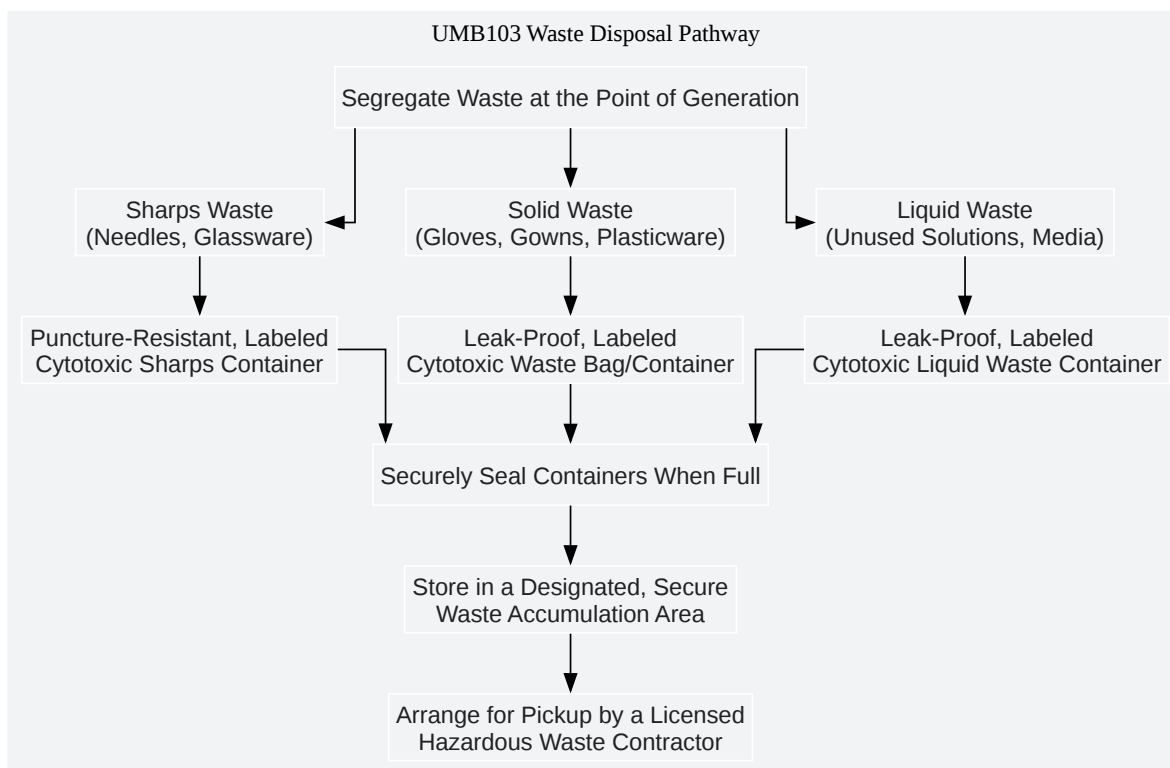 UMB103 Waste Disposal Pathway
Segregate Waste at the Point of Generation
Sharps Waste
(Needles, Glassware)
Solid Waste
(Gloves, Gowns, Plasticware)
Liquid Waste
(Unused Solutions, Media)
Puncture-Resistant, Labeled
Cytotoxic Sharps Container
Leak-Proof, Labeled
Cytotoxic Waste Bag/Container
Leak-Proof, Labeled
Cytotoxic Liquid Waste Container
Securely Seal Containers When Full
Store in a Designated, Secure
Waste Accumulation Area
Arrange for Pickup by a Licensed
Hazardous Waste Contractor